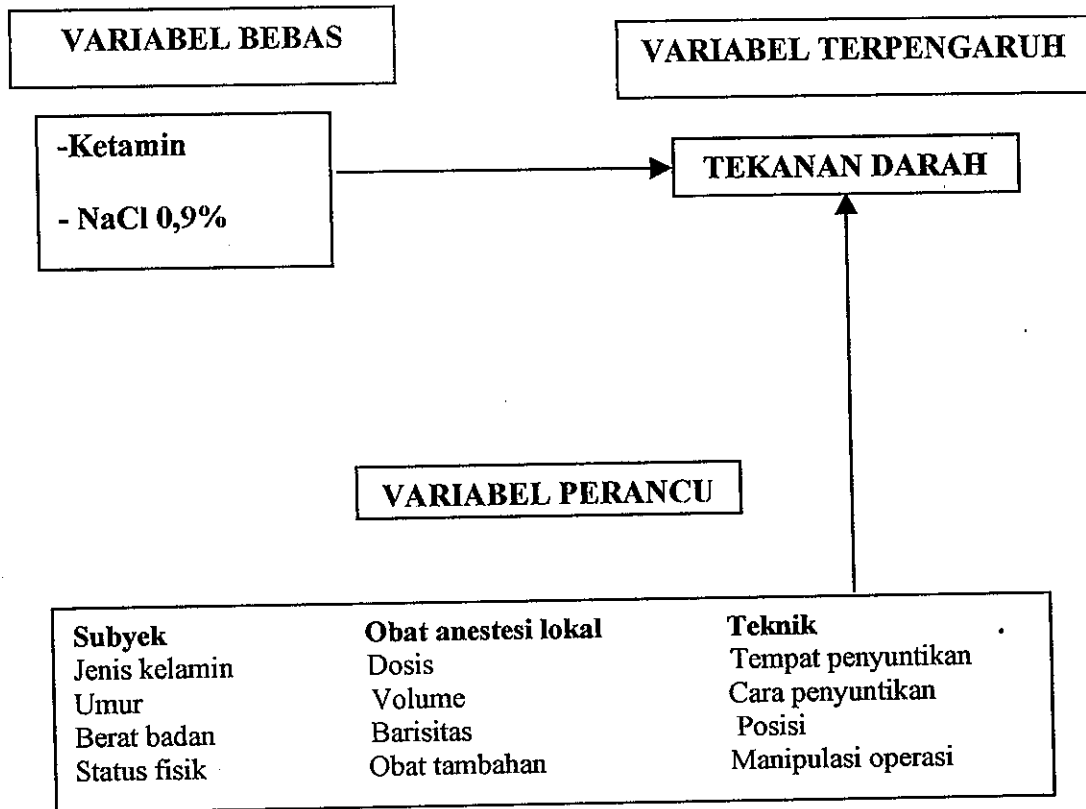 VARIABEL BEBAS
VARIABEL TERPENGARUH
-Ketamin
- NaCl 0,9%
TEKANAN DARAH
VARIABEL PERANCU
Subyek
Jenis kelamin
Umur
Berat badan
Status fisik
Obat anestesi lokal
Dosis
Volume
Barisitas
Obat tambahan
Teknik
Tempat penyuntikan
Cara penyuntikan
Posisi
Manipulasi operasi